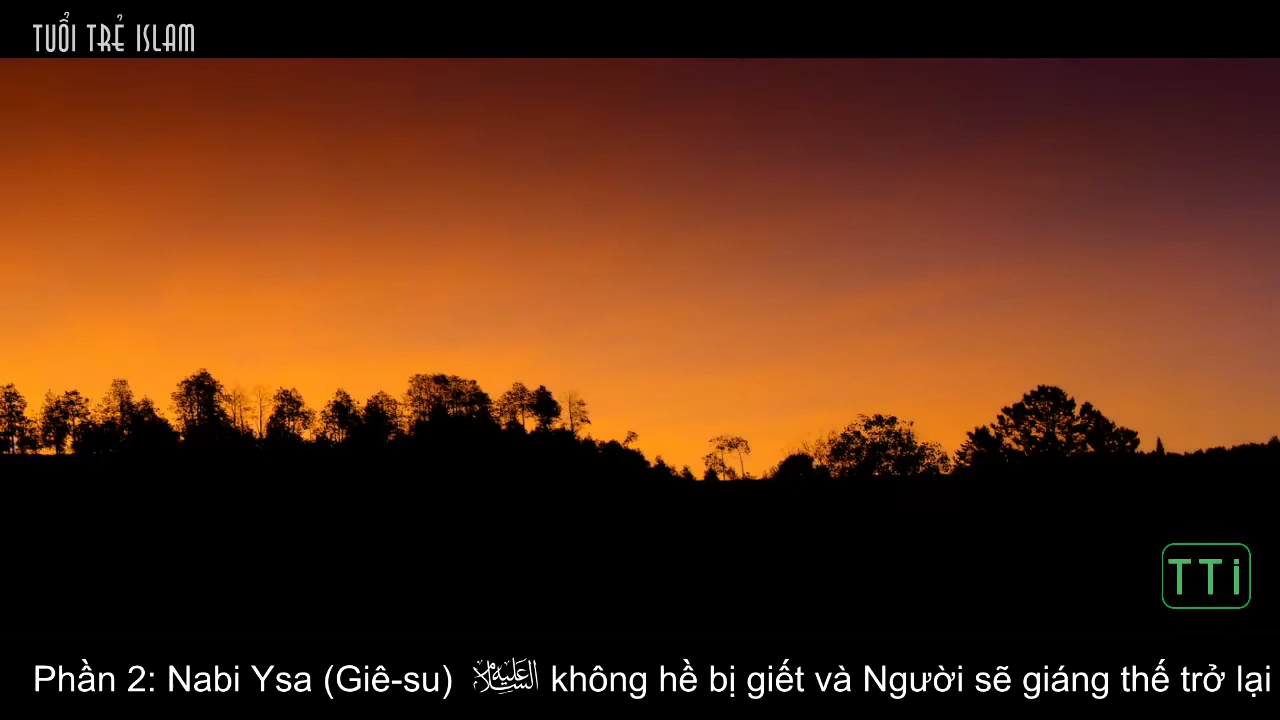 TUỔI TRẺ ISLAM
TTi
Phần 2: Nabi Ysa (Giê-su) عليه السلام không hề bị giết và Người sẽ giáng thế trở lại